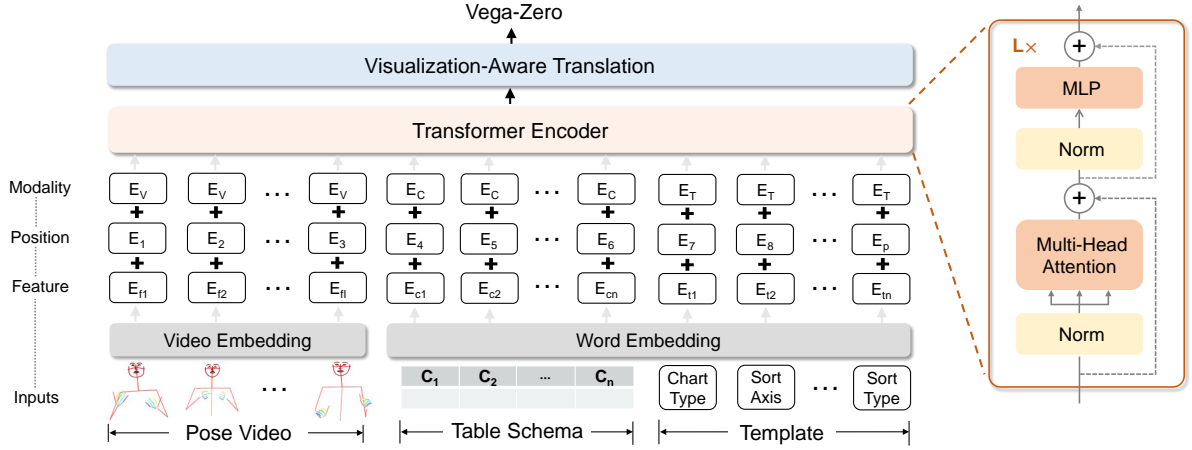 Vega-Zero
Visualization-Aware Translation
Transformer Encoder
Modality E_V E_V ... E_V E_C E_C ... E_C E_T E_T ... E_T
+ + + + + + + + +
Position E_1 E_2 ... E_3 E_4 E_5 ... E_6 E_7 E_8 ... E_p
+ + + + + + + + +
Feature E_f1 E_f2 ... E_fl E_c1 E_c2 ... E_cn E_t1 E_t2 ... E_tn
Video Embedding Word Embedding
Inputs ... C_1 C_2 ... C_n
Chart
Type
Sort
Axis
...
Sort
Type
Pose Video Table Schema Template
L×
+
MLP
Norm
+
Multi-Head
Attention
Norm